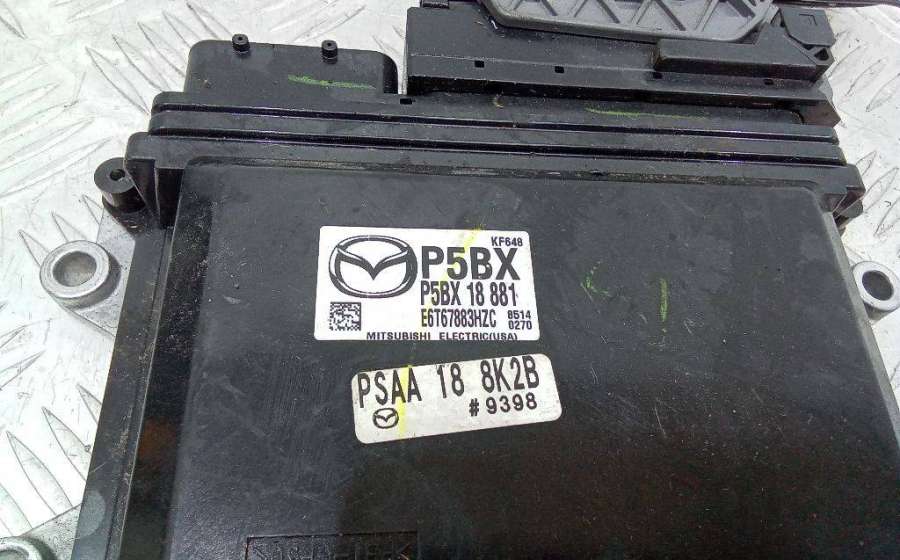 KF648
P5BX
P5BX 18 881
E6T67883HZC 8514
0270
MITSUBISHI ELECTRIC(USA)
PSAA 18 8K2B
#9398